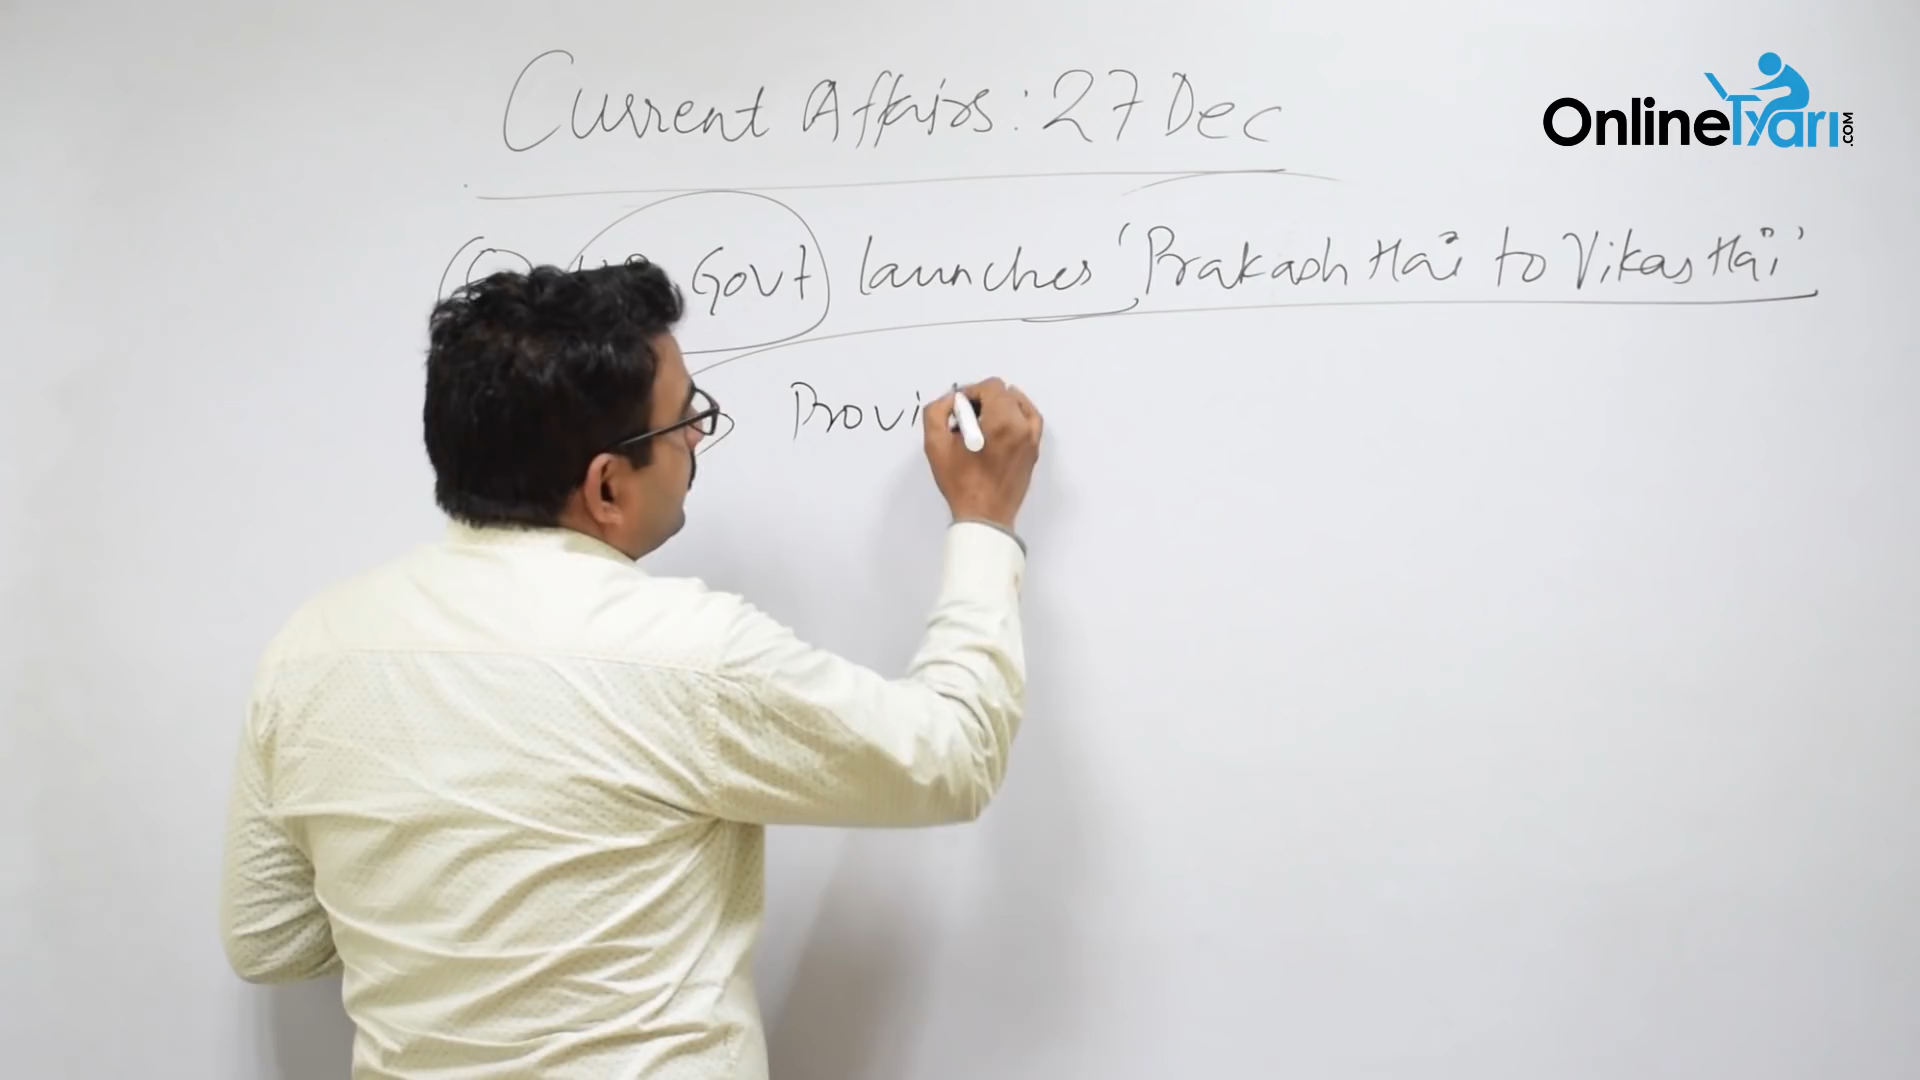 Current Affairs: 27 Dec
OnlineTyari.COM
Govt launches 'Prakash Hai to Vikas Hai'
Provi